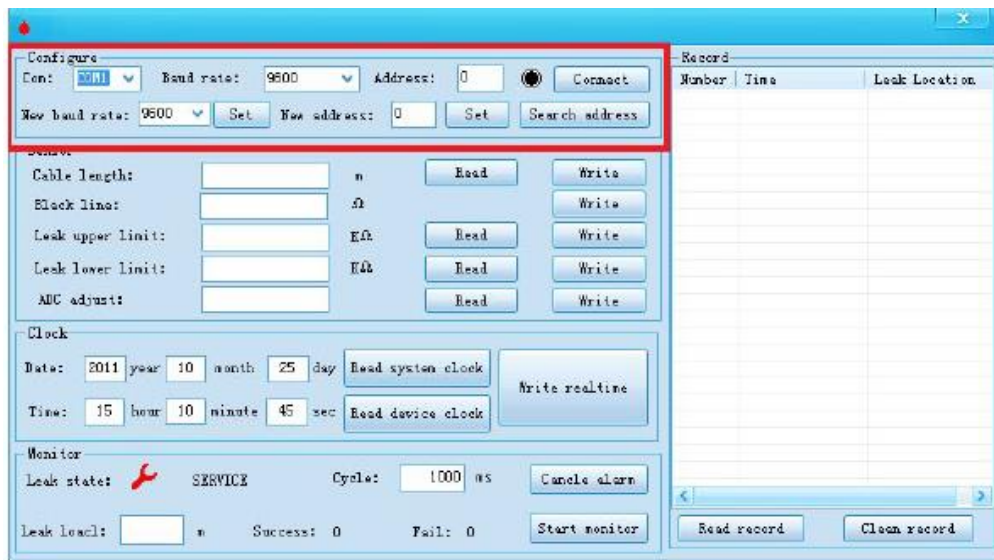 Configure
Com: COM1 Baud rate: 9600 Address: 0 Connect
New baud rate: 9600 Set New address: 0 Set Search address
Sensor
Cable length: m Read Write
Black line: Ω Write
Leak upper limit: KΩ Read Write
Leak lower limit: KΩ Read Write
ADC adjust: Read Write
Clock
Date: 2011 year 10 month 25 day Read system clock
Write realtime
Time: 15 hour 10 minute 45 sec Read device clock
Monitor
Leak state: SERVICE Cycle: 1000 ms Cancle alarm
Leak loacl: m Success: 0 Fail: 0 Start monitor
Record
Number Time Leak Location
Read record Clean record